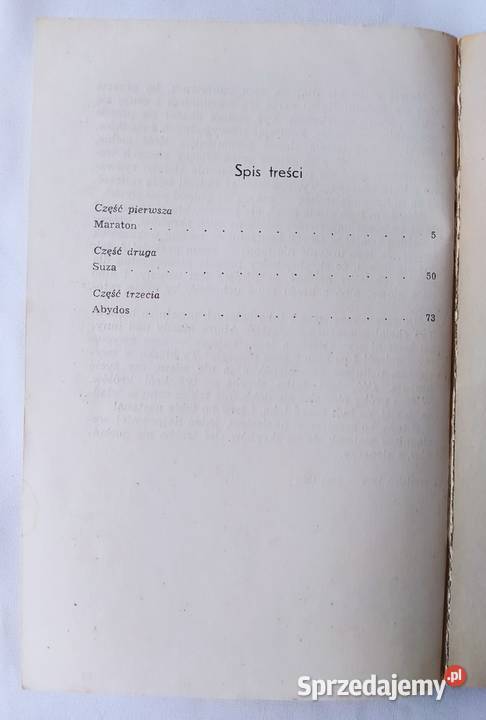 Spis treści
Część pierwsza
Maraton . . . . . . . . . . . . . . . 5
Część druga
Suza . . . . . . . . . . . . . . . . 50
Część trzecia
Abydos . . . . . . . . . . . . . . . 73
Sprzedajemy.pl